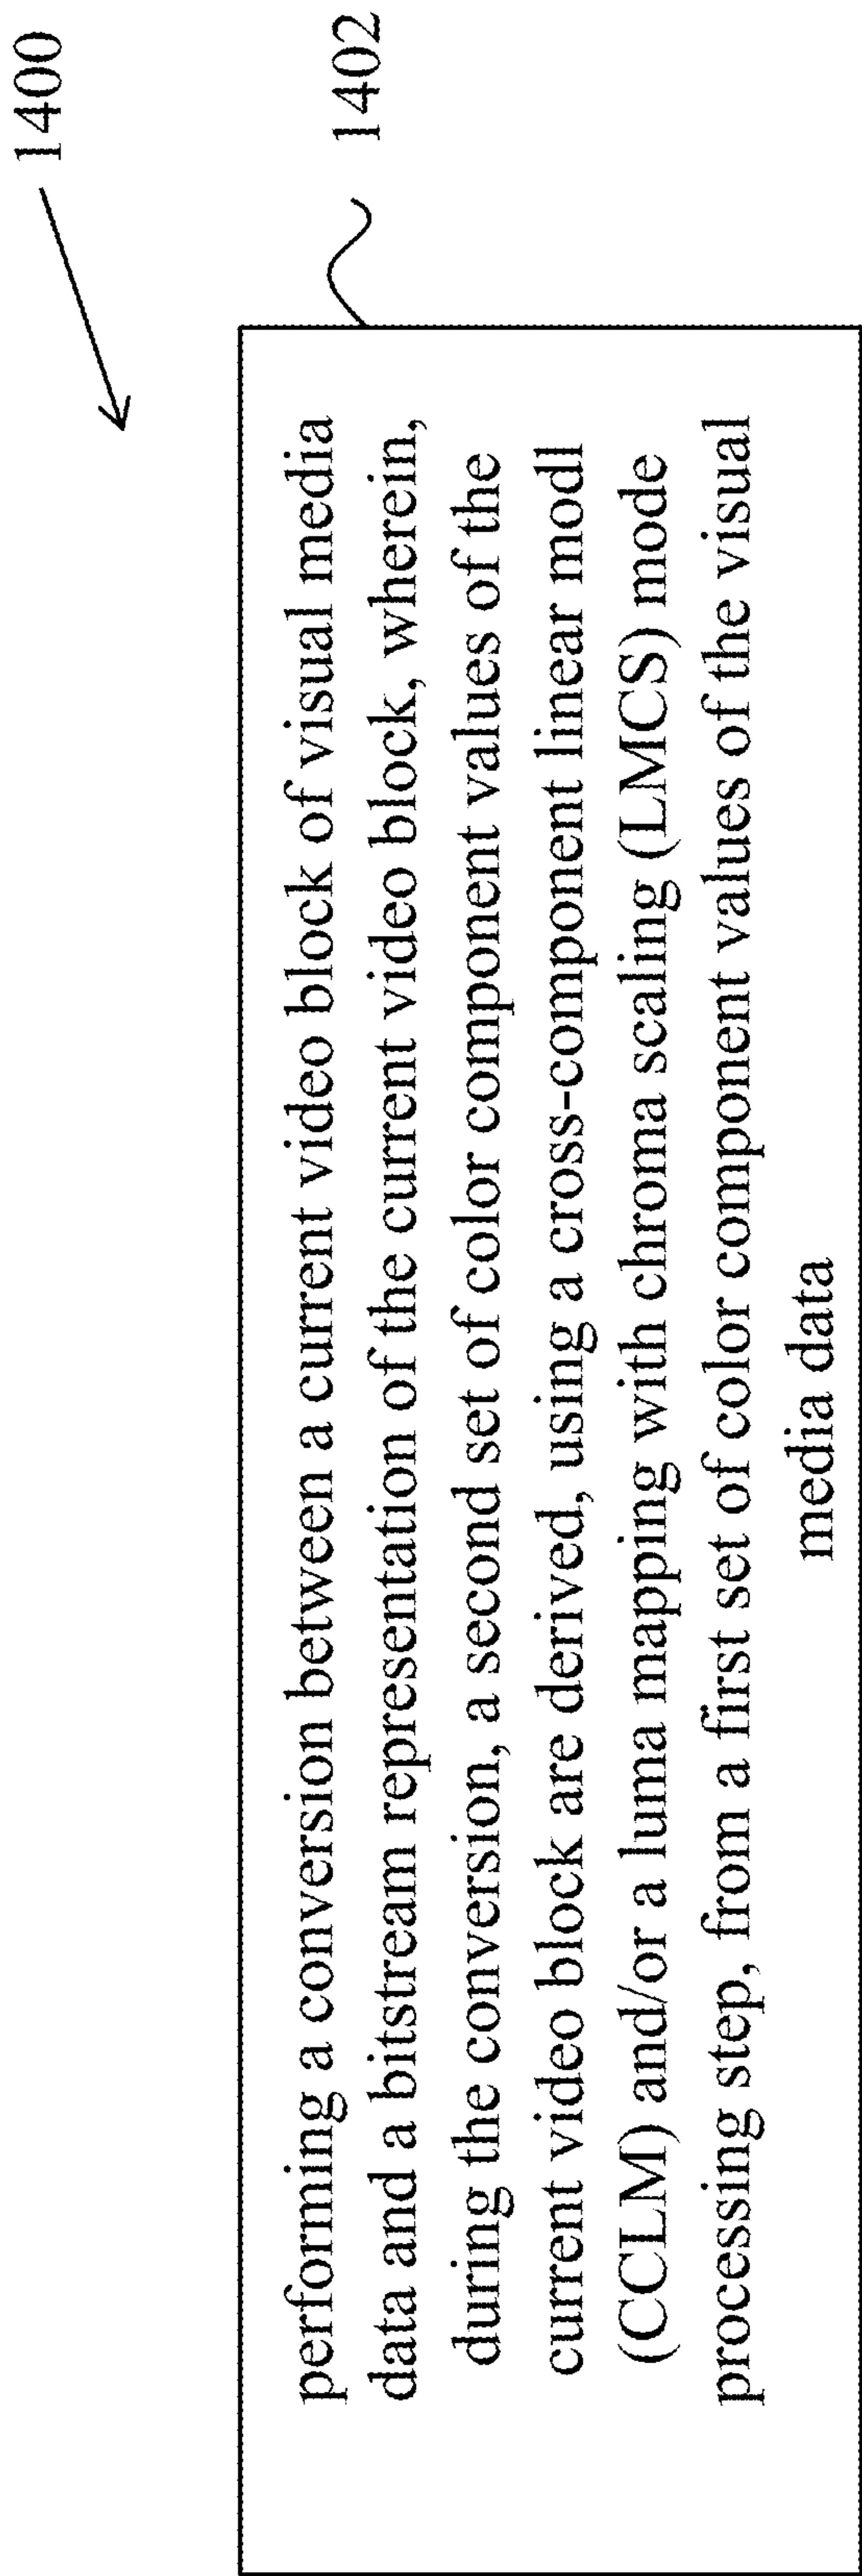 1400
1402
performing a conversion between a current video block of visual media
data and a bitstream representation of the current video block, wherein,
during the conversion, a second set of color component values of the
current video block are derived, using a cross-component linear modl
(CCLM) and/or a luma mapping with chroma scaling (LMCS) mode
processing step, from a first set of color component values of the visual
media data